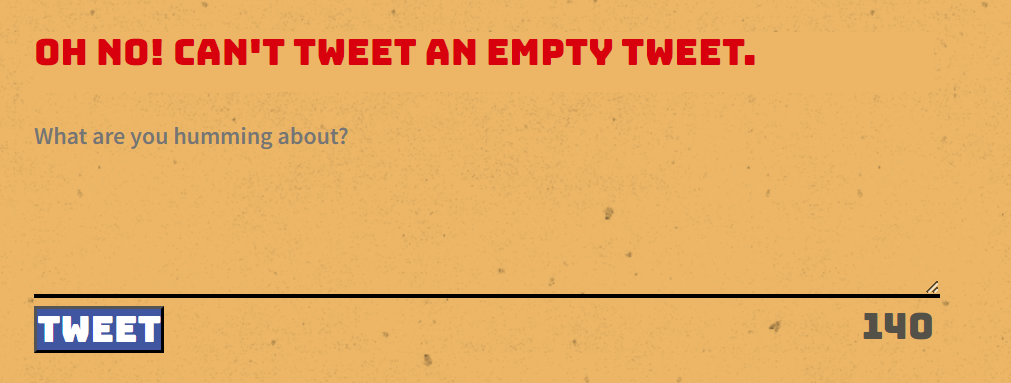 OH NO! CAN'T TWEET AN EMPTY TWEET.
What are you humming about?
TWEET
140